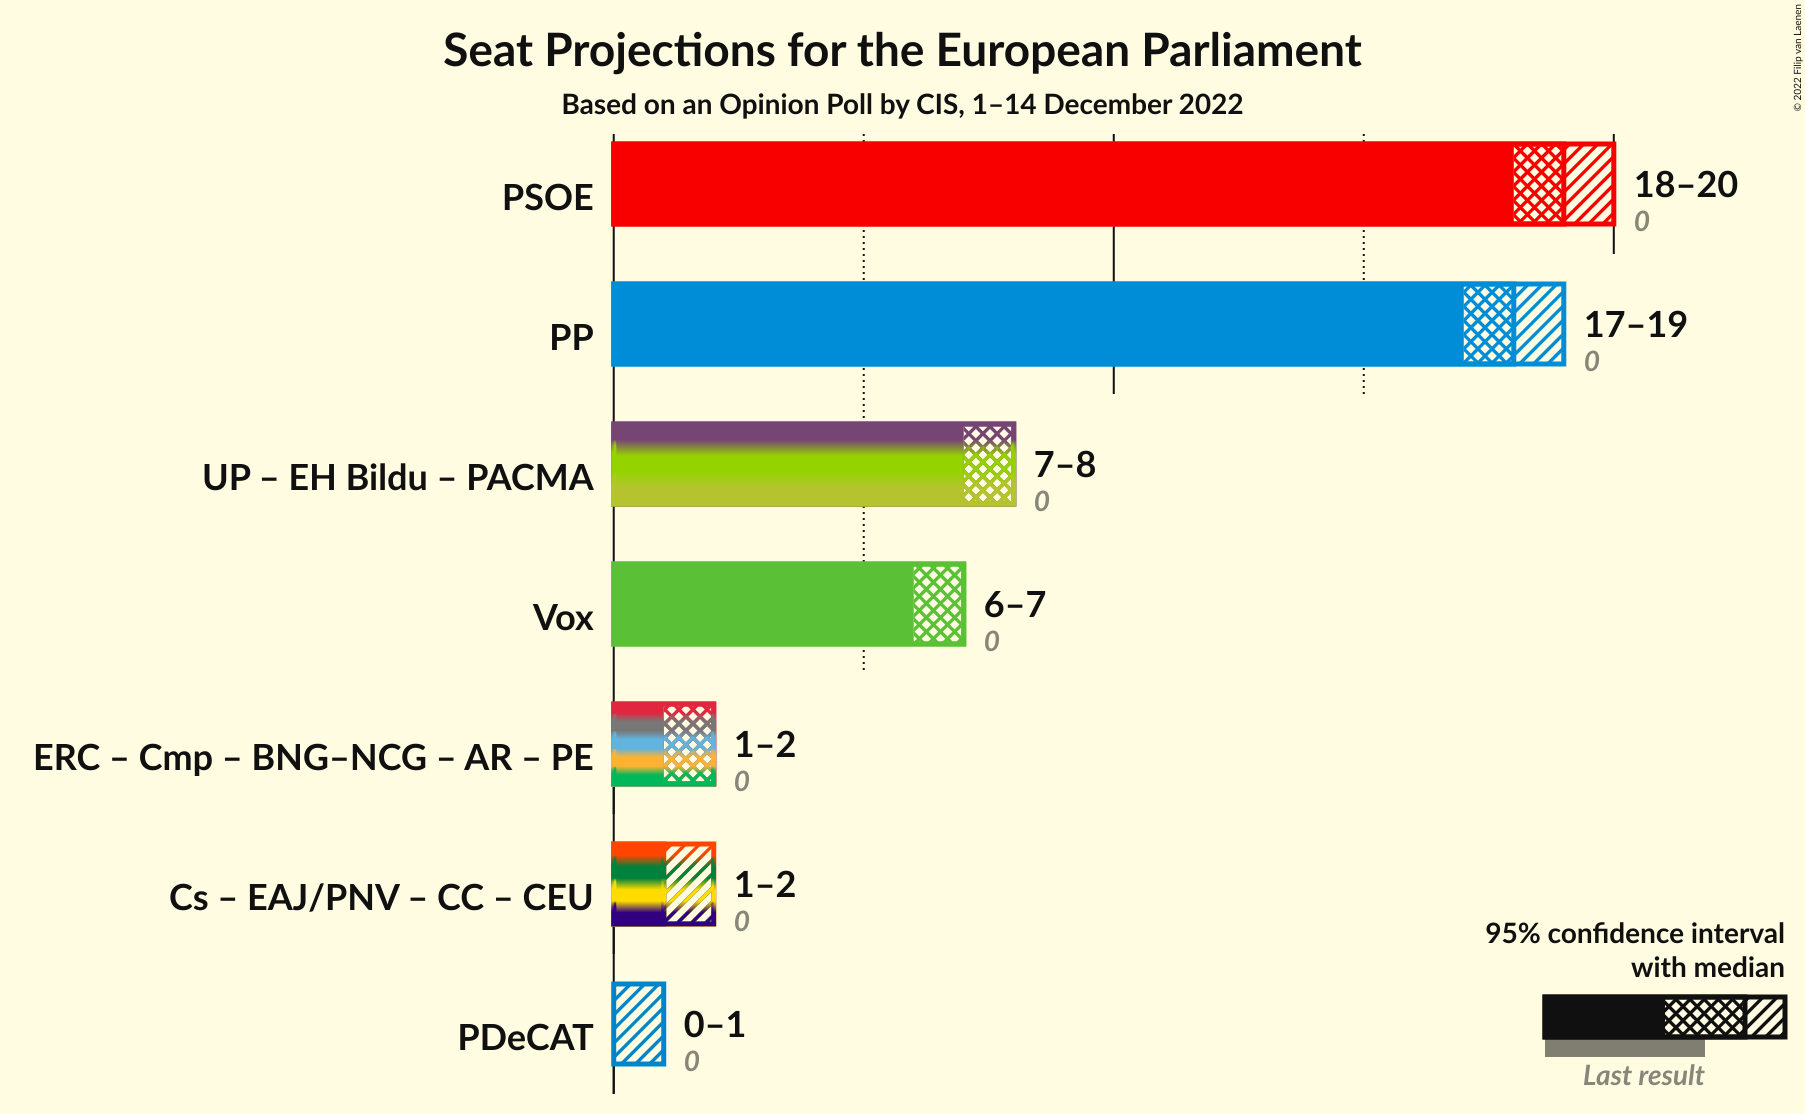 Seat Projections for the European Parliament
Based on an Opinion Poll by CIS, 1–14 December 2022
© 2022 Filip van Laenen
PSOE
18–20
0
PP
17–19
0
UP – EH Bildu – PACMA
7–8
0
Vox
6–7
0
ERC – Cmp – BNG–NCG – AR – PE
1–2
0
Cs – EAJ/PNV – CC – CEU
1–2
0
PDeCAT
0–1
0
95% confidence interval
with median
Last result